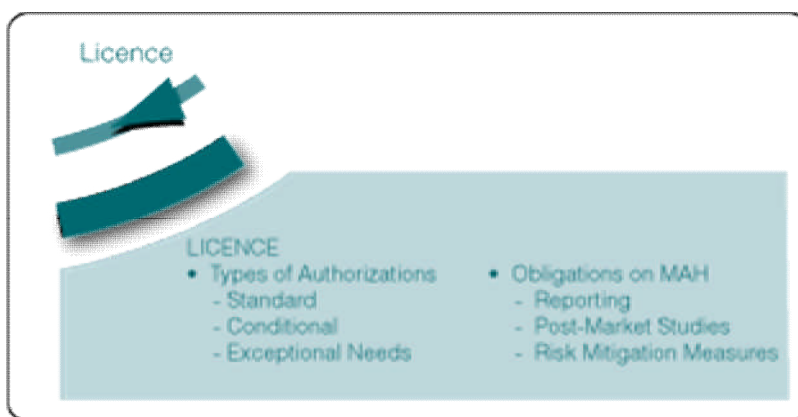 Licence
LICENCE
• Types of Authorizations
- Standard
- Conditional
- Exceptional Needs
• Obligations on MAH
- Reporting
- Post-Market Studies
- Risk Mitigation Measures